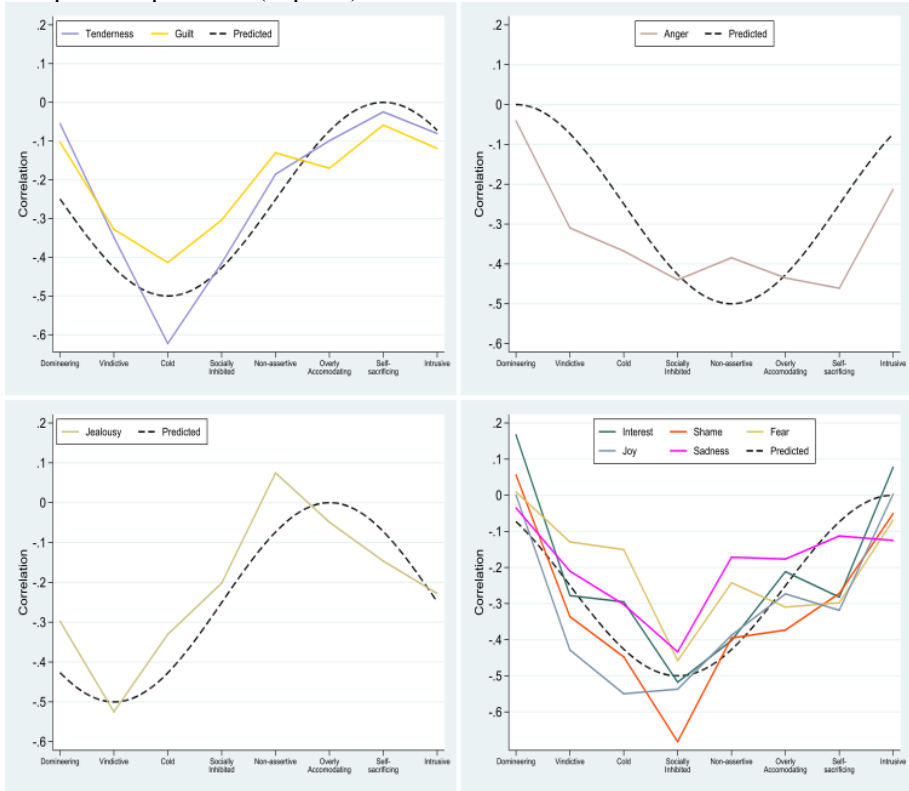 Tenderness Guilt Predicted
.2
.1
0
-.1
-.2
-.3
-.4
-.5
-.6
Correlation
Domineering Vindictive Cold Socially Inhibited Non-assertive Overly Accomodating Self-sacrificing Intrusive
Anger Predicted
.2
.1
0
-.1
-.2
-.3
-.4
-.5
-.6
Correlation
Domineering Vindictive Cold Socially Inhibited Non-assertive Overly Accomodating Self-sacrificing Intrusive
Jealousy Predicted
.2
.1
0
-.1
-.2
-.3
-.4
-.5
-.6
Correlation
Domineering Vindictive Cold Socially Inhibited Non-assertive Overly Accomodating Self-sacrificing Intrusive
Interest Shame Fear
Joy Sadness Predicted
.2
.1
0
-.1
-.2
-.3
-.4
-.5
-.6
Correlation
Domineering Vindictive Cold Socially Inhibited Non-assertive Overly Accomodating Self-sacrificing Intrusive